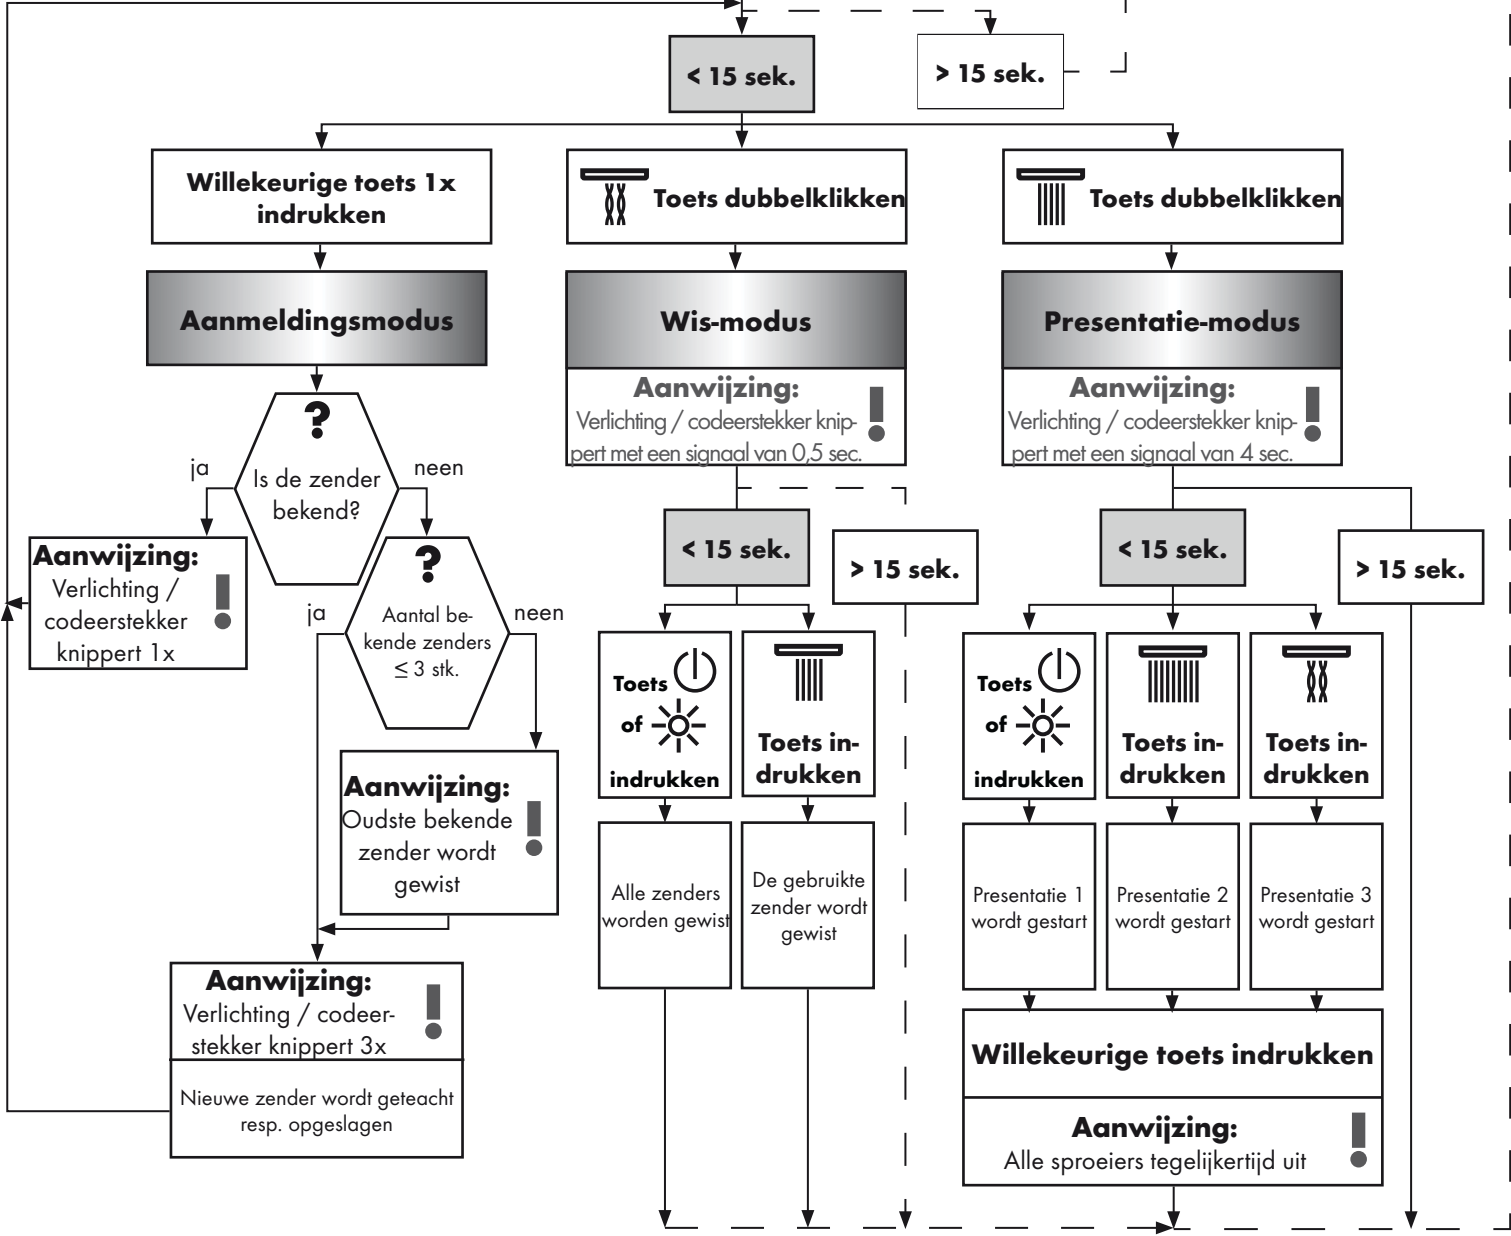 < 15 sek.
> 15 sek.
Willekeurige toets 1x
indrukken
Toets dubbelklikken
Toets dubbelklikken
Aanmeldingsmodus
Wis-modus
Presentatie-modus
Aanwijzing:
Verlichting / codeerstekker knip-
pert met een signaal van 0,5 sec.
Aanwijzing:
Verlichting / codeerstekker knip-
pert met een signaal van 4 sec.
?
Is de zender
bekend?
ja
neen
Aanwijzing:
Verlichting /
codeerstekker
knippert 1x
?
Aantal be-
kende zenders
≤ 3 stk.
ja
neen
Aanwijzing:
Oudste bekende
zender wordt
gewist
Aanwijzing:
Verlichting / codeer-
stekker knippert 3x
Nieuwe zender wordt geteacht
resp. opgeslagen
< 15 sek.
> 15 sek.
Toets
of
indrukken
Toets in-
drukken
Alle zenders
worden gewist
De gebruikte
zender wordt
gewist
< 15 sek.
> 15 sek.
Toets
of
indrukken
Toets in-
drukken
Toets in-
drukken
Presentatie 1
wordt gestart
Presentatie 2
wordt gestart
Presentatie 3
wordt gestart
Willekeurige toets indrukken
Aanwijzing:
Alle sproeiers tegelijkertijd uit